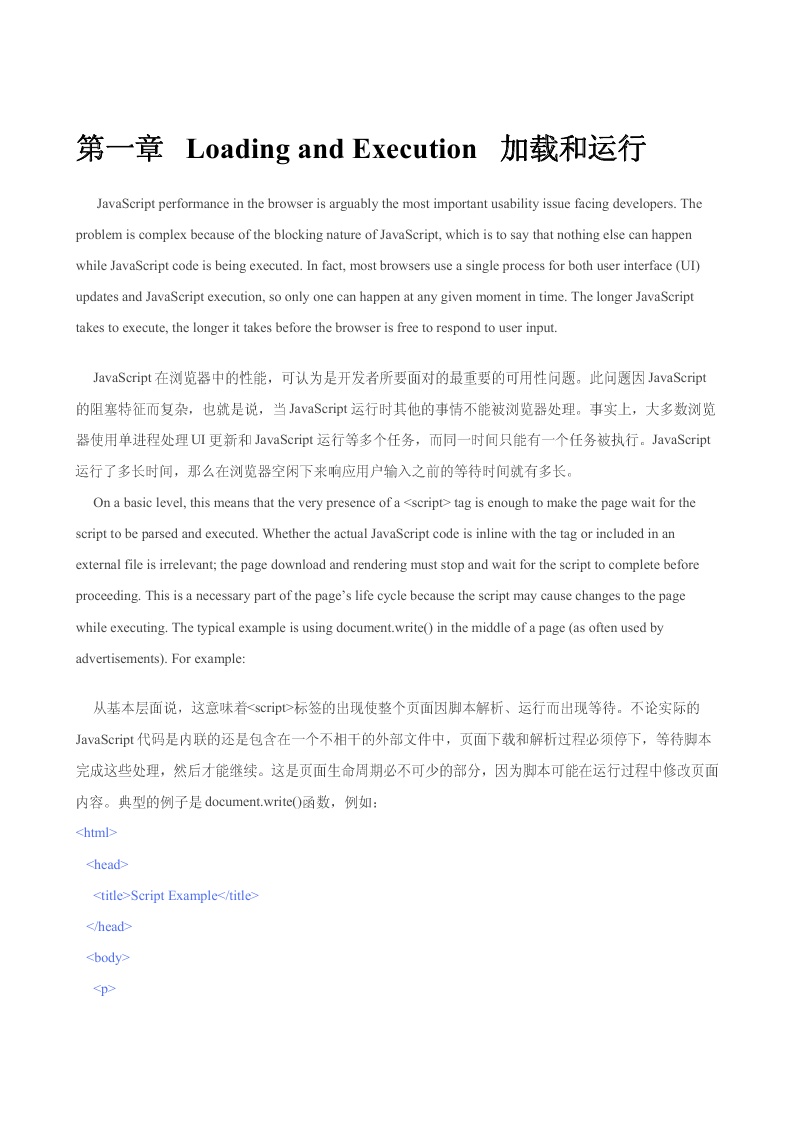 第一章 Loading and Execution 加载和运行
JavaScript performance in the browser is arguably the most important usability issue facing developers. The
problem is complex because of the blocking nature of JavaScript, which is to say that nothing else can happen
while JavaScript code is being executed. In fact, most browsers use a single process for both user interface (UI)
updates and JavaScript execution, so only one can happen at any given moment in time. The longer JavaScript
takes to execute, the longer it takes before the browser is free to respond to user input.
JavaScript 在浏览器中的性能，可认为是开发者所要面对的最重要的可用性问题。此问题因 JavaScript
的阻塞特征而复杂，也就是说，当 JavaScript 运行时其他的事情不能被浏览器处理。事实上，大多数浏览
器使用单进程处理 UI 更新和 JavaScript 运行等多个任务，而同一时间只能有一个任务被执行。JavaScript
运行了多长时间，那么在浏览器空闲下来响应用户输入之前的等待时间就有多长。
On a basic level, this means that the very presence of a <script> tag is enough to make the page wait for the
script to be parsed and executed. Whether the actual JavaScript code is inline with the tag or included in an
external file is irrelevant; the page download and rendering must stop and wait for the script to complete before
proceeding. This is a necessary part of the page’s life cycle because the script may cause changes to the page
while executing. The typical example is using document.write() in the middle of a page (as often used by
advertisements). For example:
从基本层面说，这意味着<script>标签的出现使整个页面因脚本解析、运行而出现等待。不论实际的
JavaScript 代码是内联的还是包含在一个不相干的外部文件中，页面下载和解析过程必须停下，等待脚本
完成这些处理，然后才能继续。这是页面生命周期必不可少的部分，因为脚本可能在运行过程中修改页面
内容。典型的例子是 document.write()函数，例如：
<html>
<head>
<title>Script Example</title>
</head>
<body>
<p>